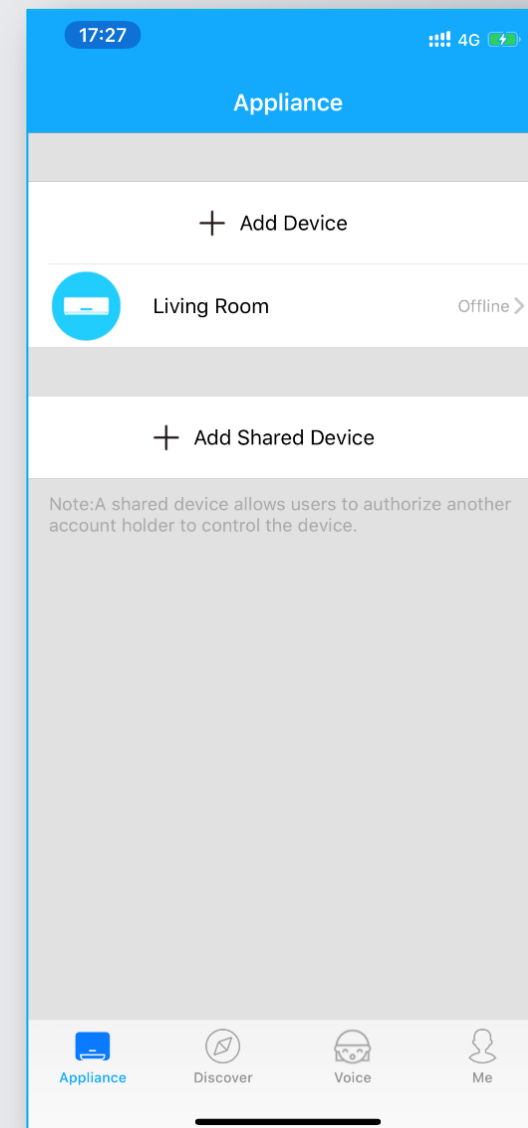 17:27
4G
Appliance
Add Device
Living Room
Offline
Add Shared Device
Note:A shared device allows users to authorize another
account holder to control the device.
Appliance
Discover
Voice
Me